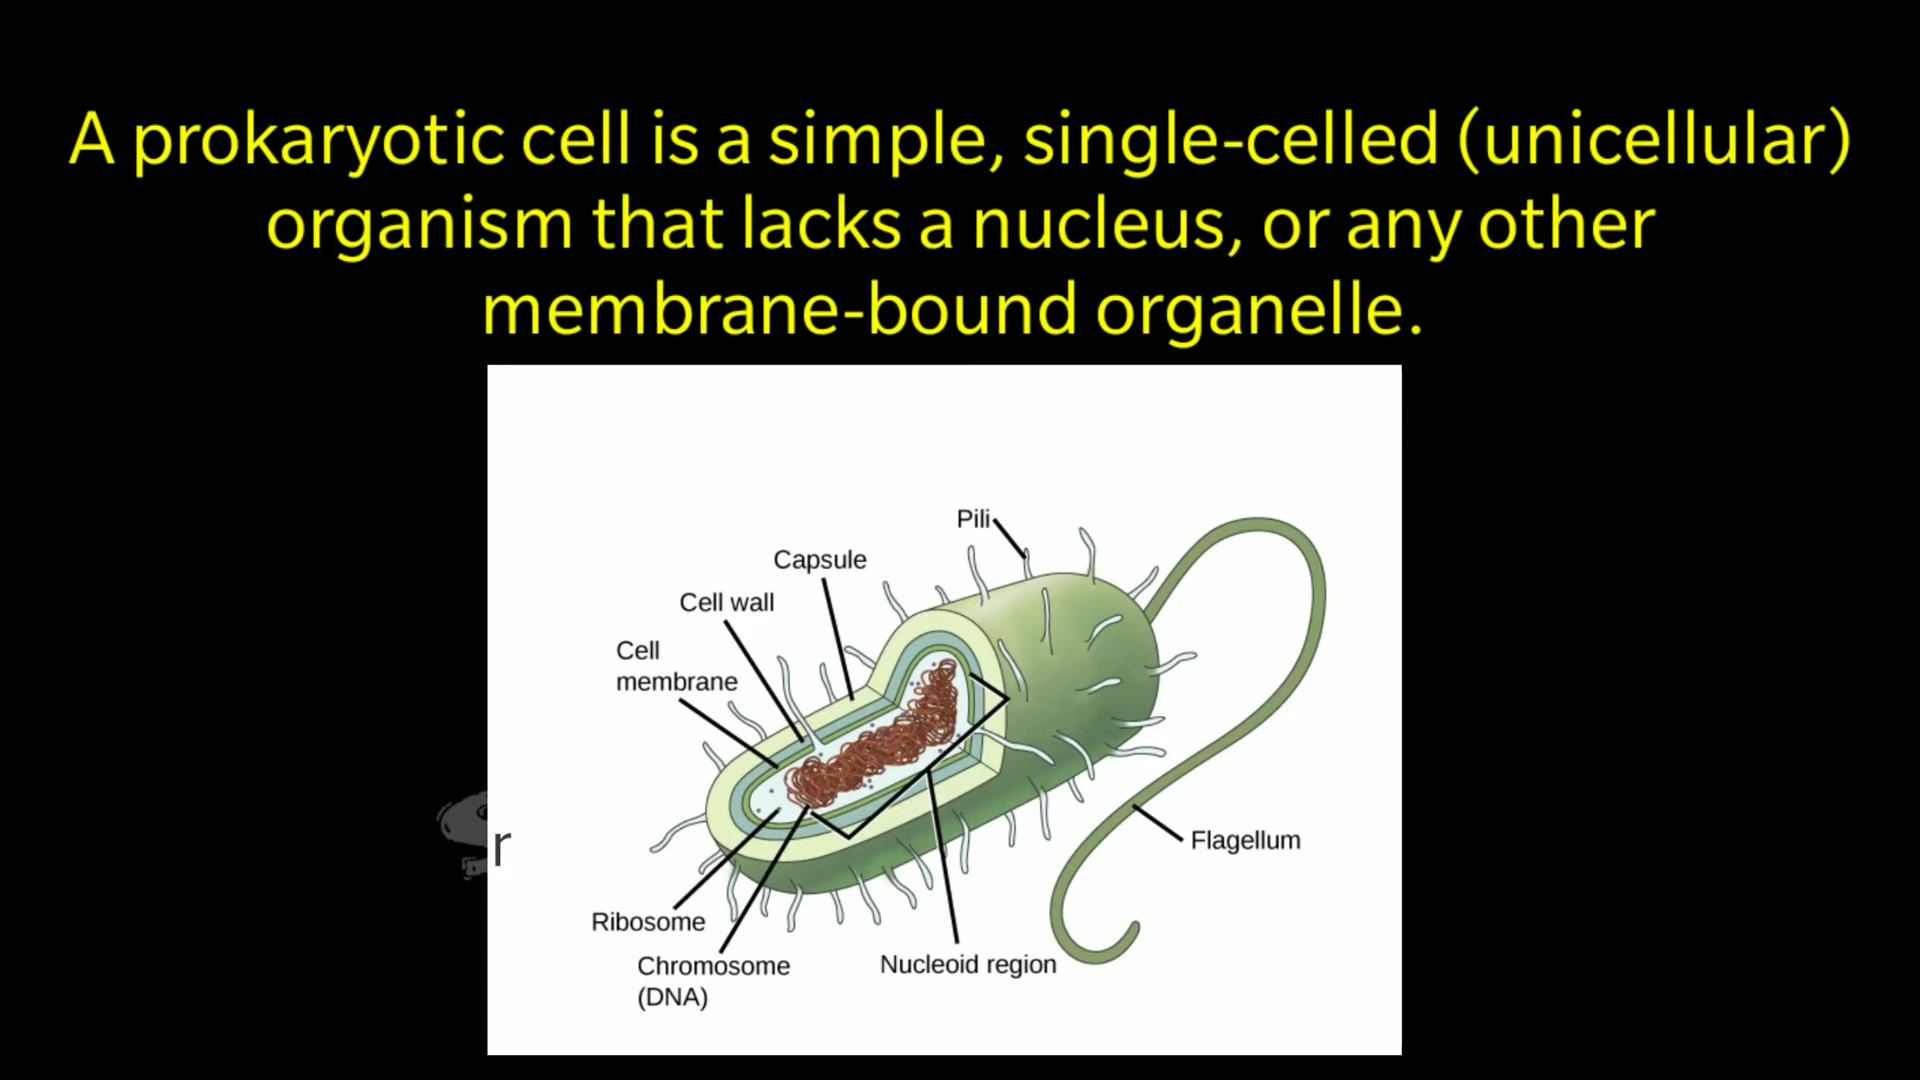 A prokaryotic cell is a simple, single-celled (unicellular)
organism that lacks a nucleus, or any other
membrane-bound organelle.
Pili
Capsule
Cell wall
Cell
membrane
r
Flagellum
Ribosome
Chromosome
(DNA)
Nucleoid region